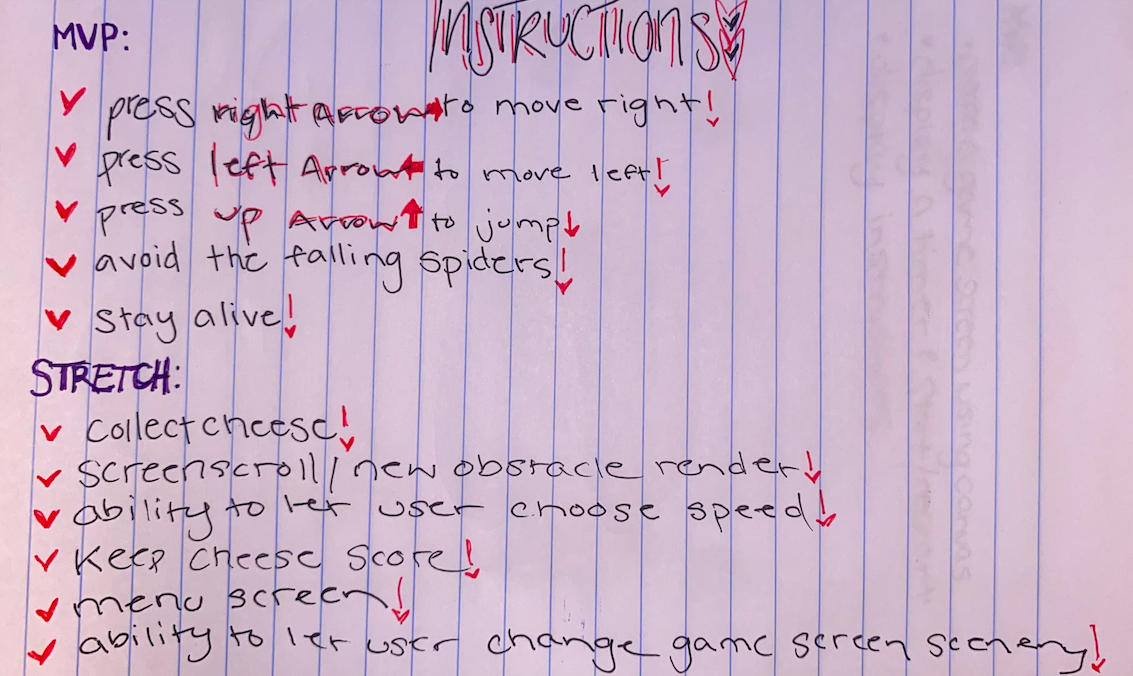 INSTRUCTIONS
MVP:
press right Arrow → to move right!
press left Arrow ← to move left!
press up Arrow ↑ to jump!
avoid the falling spiders!
stay alive!
STRETCH:
collect cheese!
screenscroll/new obstacle render!
ability to let user choose speed!
Keep cheese score!
menu screen!
ability to let user change game screen scenery!